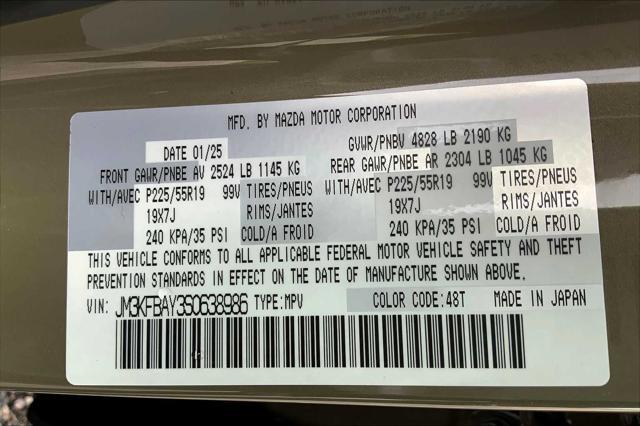 MFD. BY MAZDA MOTOR CORPORATION
DATE 01/25 GVWR/PNBV 4828 LB 2190 KG
FRONT GAWR/PNBE AV 2524 LB 1145 KG REAR GAWR/PNBE AR 2304 LB 1045 KG
WITH/AVEC P225/55R19 99V TIRES/PNEUS WITH/AVEC P225/55R19 99V TIRES/PNEUS
19X7J RIMS/JANTES 19X7J RIMS/JANTES
240 KPA/35 PSI COLD/A FROID 240 KPA/35 PSI COLD/A FROID
THIS VEHICLE CONFORMS TO ALL APPLICABLE FEDERAL MOTOR VEHICLE SAFETY AND THEFT
PREVENTION STANDARDS IN EFFECT ON THE DATE OF MANUFACTURE SHOWN ABOVE.
VIN: JM3KFBAY3S0638986 TYPE:MPV COLOR CODE:48T MADE IN JAPAN